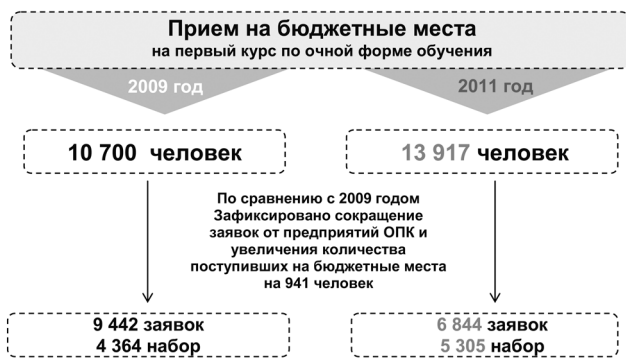 Прием на бюджетные места
на первый курс по очной форме обучения
2009 год
2011 год
10 700 человек
13 917 человек
По сравнению с 2009 годом
Зафиксировано сокращение
заявок от предприятий ОПК и
увеличения количества
поступивших на бюджетные места
на 941 человек
9 442 заявок
4 364 набор
6 844 заявок
5 305 набор